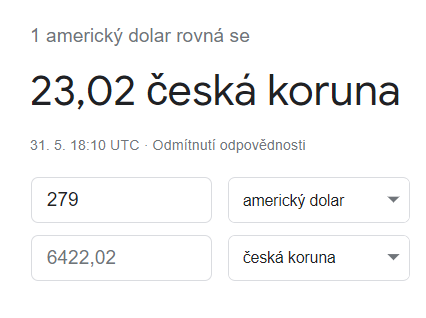 1 americký dolar rovná se
23,02 česká koruna
31. 5. 18:10 UTC · Odmítnutí odpovědnosti
279 americký dolar
6422,02 česká koruna